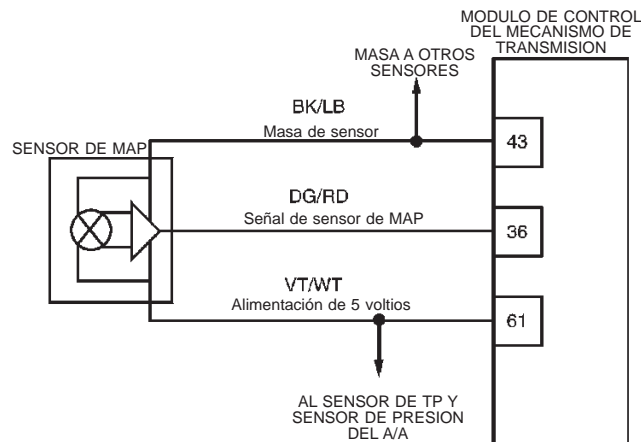 MODULO DE CONTROL
DEL MECANISMO DE
TRANSMISION
MASA A OTROS
SENSORES
BK/LB
Masa de sensor
43
SENSOR DE MAP
DG/RD
Señal de sensor de MAP
36
VT/WT
Alimentación de 5 voltios
61
AL SENSOR DE TP Y
SENSOR DE PRESION
DEL A/A